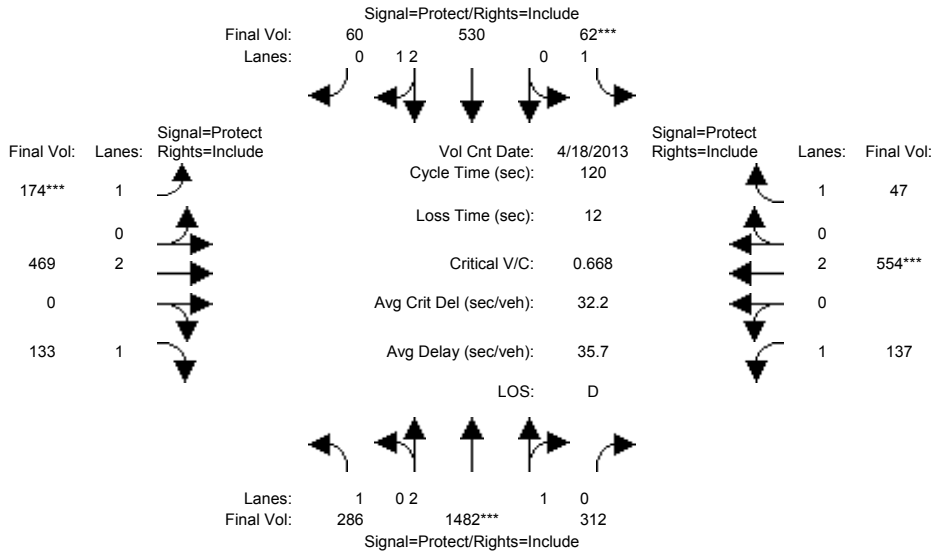 Signal=Protect/Rights=Include
Final Vol: 60 530 62***
Lanes: 0 1 2 0 1
Signal=Protect Signal=Protect
Final Vol: Lanes: Rights=Include Vol Cnt Date: 4/18/2013 Rights=Include Lanes: Final Vol:
Cycle Time (sec): 120
174*** 1 1 47
Loss Time (sec): 12
0 0
469 2 Critical V/C: 0.668 2 554***
0 Avg Crit Del (sec/veh): 32.2 0
133 1 Avg Delay (sec/veh): 35.7 1 137
LOS: D
Lanes: 1 0 2 1 0
Final Vol: 286 1482*** 312
Signal=Protect/Rights=Include